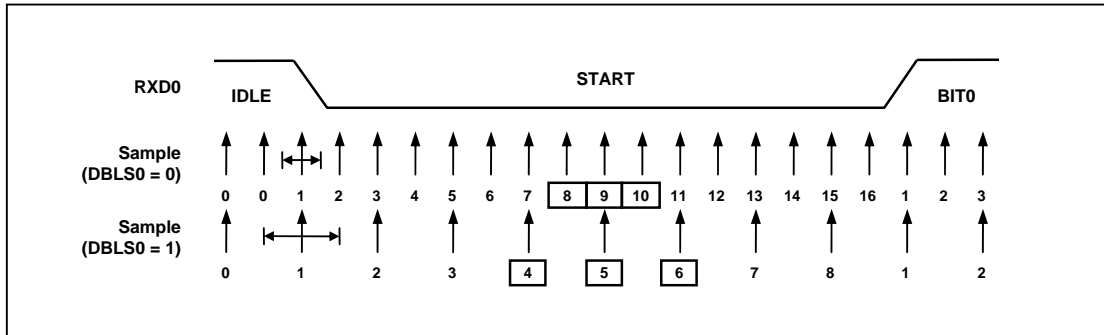 RXD0
IDLE
START
BIT0
Sample
(DBLS0 = 0)
0 0 1 2 3 4 5 6 7 8 9 10 11 12 13 14 15 16 1 2 3
Sample
(DBLS0 = 1)
0 1 2 3 4 5 6 7 8 1 2